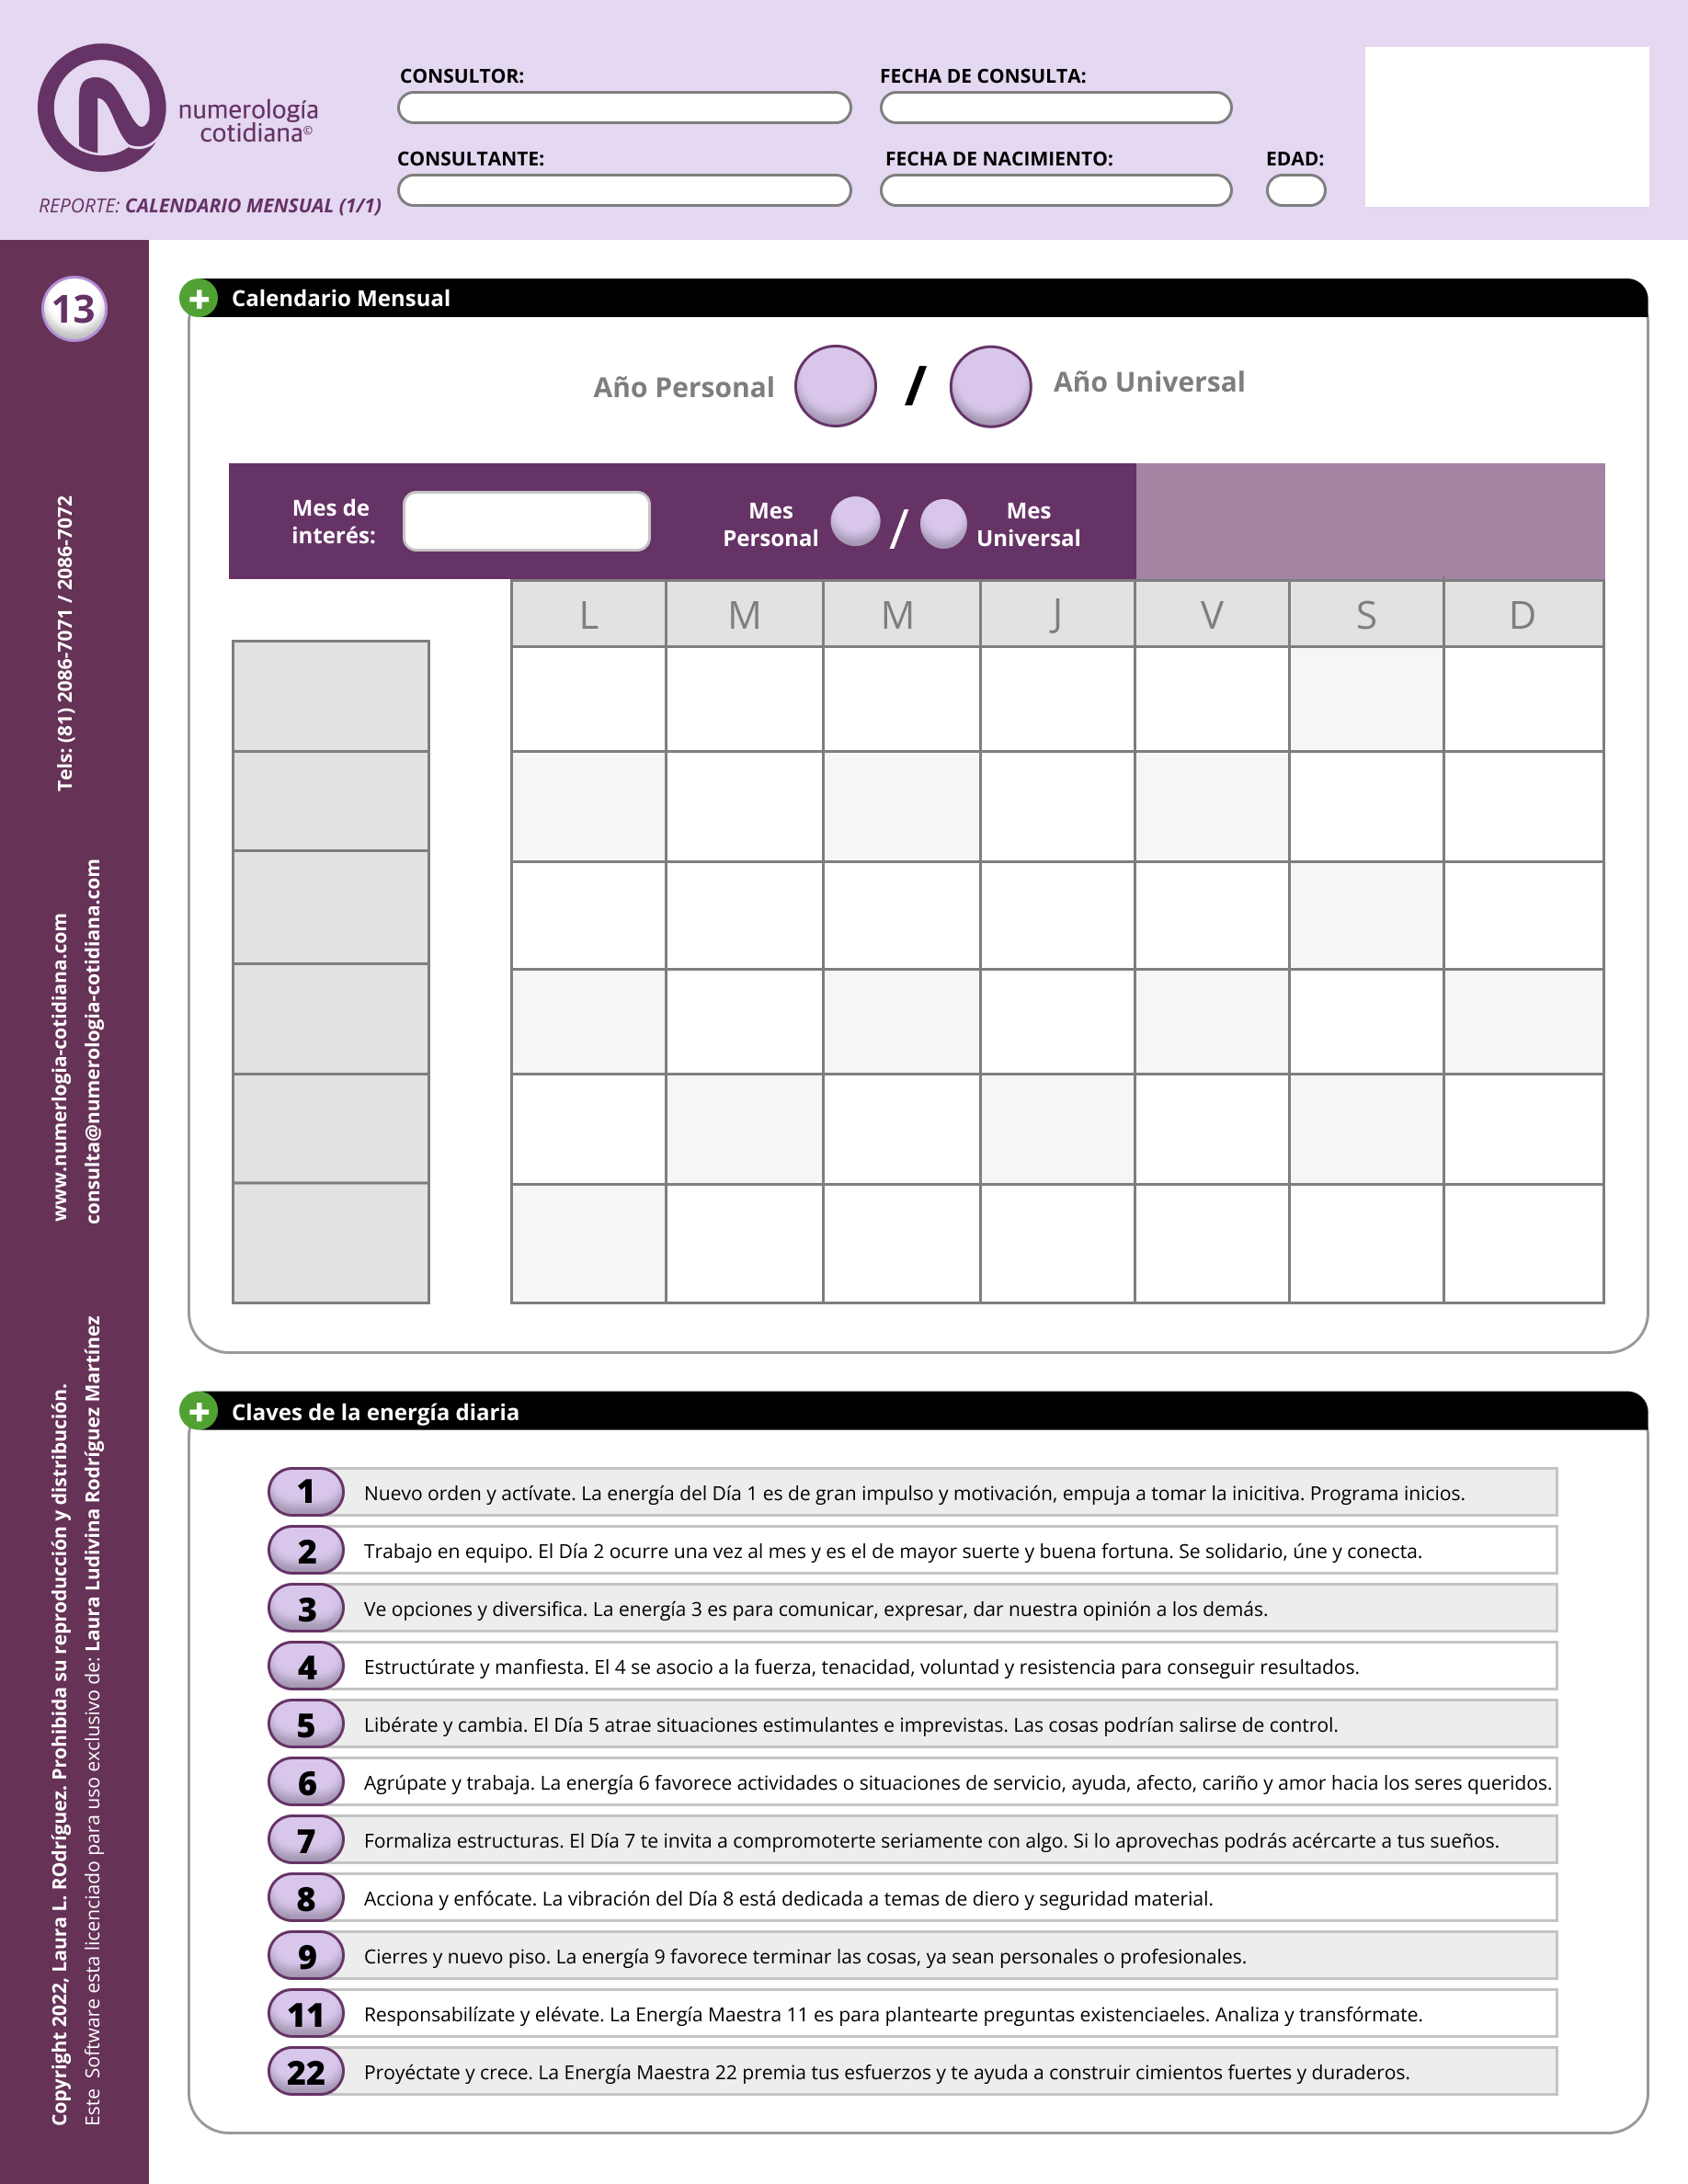 numerología
cotidiana©
REPORTE: CALENDARIO MENSUAL (1/1)
CONSULTOR:
FECHA DE CONSULTA:
CONSULTANTE:
FECHA DE NACIMIENTO:
EDAD:
13
Tels: (81) 2086-7071 / 2086-7072
www.numerlogia-cotidiana.com
consulta@numerologia-cotidiana.com
Copyright 2022, Laura L. ROdríguez. Prohibida su reproducción y distribución.
Este Software esta licenciado para uso exclusivo de: Laura Ludivina Rodríguez Martínez
Calendario Mensual
Año Personal / Año Universal
Mes de
interés:
Mes
Personal
/
Mes
Universal
L M M J V S D
Claves de la energía diaria
1 Nuevo orden y actívate. La energía del Día 1 es de gran impulso y motivación, empuja a tomar la inicitiva. Programa inicios.
2 Trabajo en equipo. El Día 2 ocurre una vez al mes y es el de mayor suerte y buena fortuna. Se solidario, úne y conecta.
3 Ve opciones y diversifica. La energía 3 es para comunicar, expresar, dar nuestra opinión a los demás.
4 Estructúrate y manfiesta. El 4 se asocio a la fuerza, tenacidad, voluntad y resistencia para conseguir resultados.
5 Libérate y cambia. El Día 5 atrae situaciones estimulantes e imprevistas. Las cosas podrían salirse de control.
6 Agrúpate y trabaja. La energía 6 favorece actividades o situaciones de servicio, ayuda, afecto, cariño y amor hacia los seres queridos.
7 Formaliza estructuras. El Día 7 te invita a compromoterte seriamente con algo. Si lo aprovechas podrás acércarte a tus sueños.
8 Acciona y enfócate. La vibración del Día 8 está dedicada a temas de diero y seguridad material.
9 Cierres y nuevo piso. La energía 9 favorece terminar las cosas, ya sean personales o profesionales.
11 Responsabilízate y elévate. La Energía Maestra 11 es para plantearte preguntas existenciaeles. Analiza y transfórmate.
22 Proyéctate y crece. La Energía Maestra 22 premia tus esfuerzos y te ayuda a construir cimientos fuertes y duraderos.